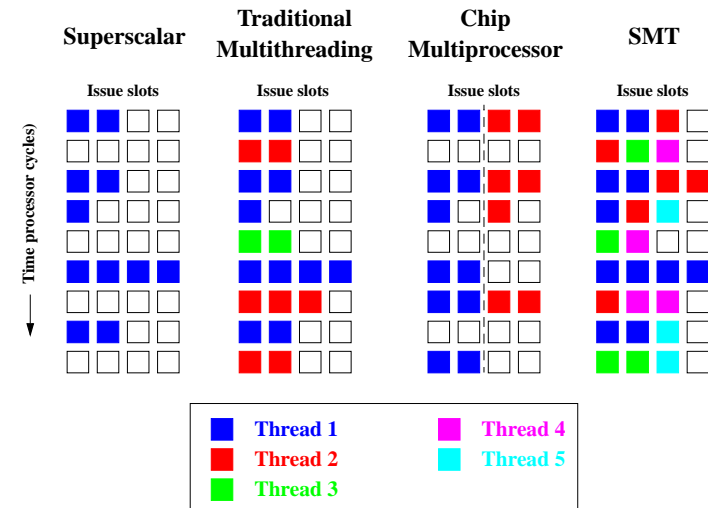 Superscalar
Traditional
Multithreading
Chip
Multiprocessor
SMT
Issue slots
Issue slots
Issue slots
Issue slots
Time processor cycles)
Thread 1
Thread 2
Thread 3
Thread 4
Thread 5